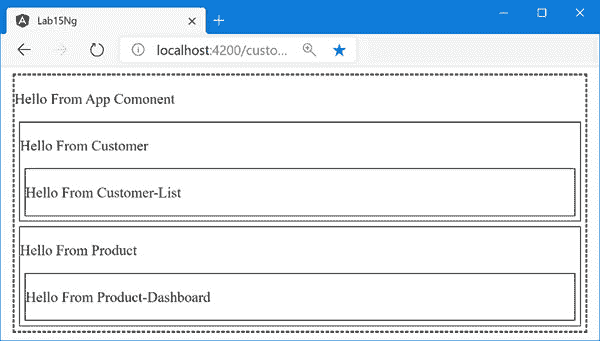 Lab15Ng
localhost:4200/custo...
Hello From App Comonent
Hello From Customer
Hello From Customer-List
Hello From Product
Hello From Product-Dashboard